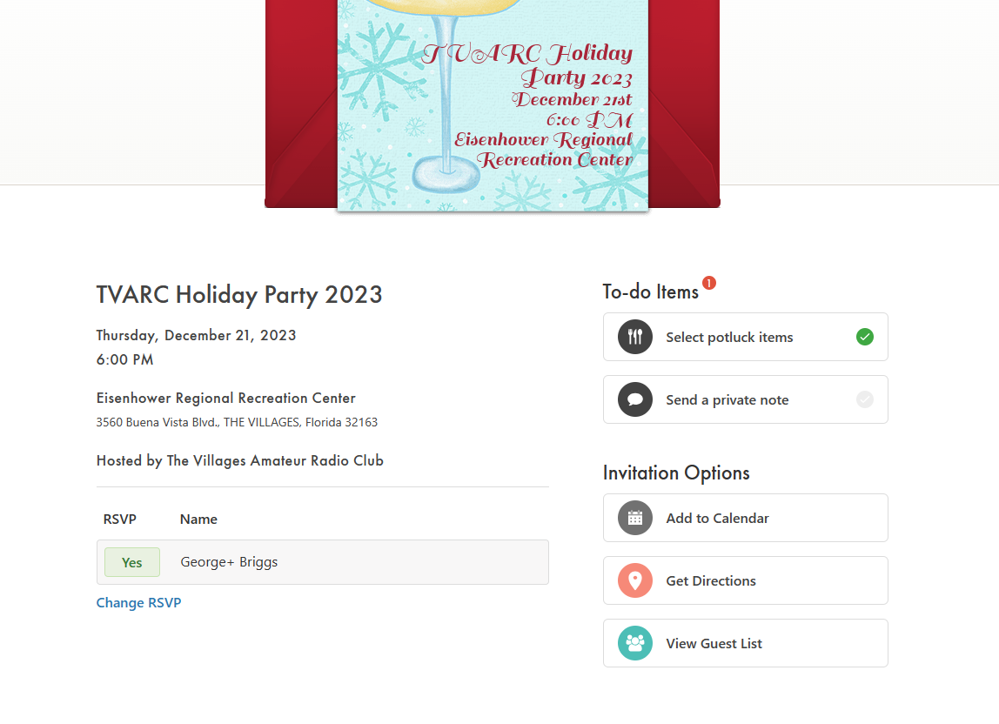 TVARC Holiday
Party 2023
December 21st
6:00 PM
Eisenhower Regional
Recreation Center
TVARC Holiday Party 2023
Thursday, December 21, 2023
6:00 PM
Eisenhower Regional Recreation Center
3560 Buena Vista Blvd., THE VILLAGES, Florida 32163
Hosted by The Villages Amateur Radio Club
RSVP Name
Yes George+ Briggs
Change RSVP
To-do Items 1
Select potluck items
Send a private note
Invitation Options
Add to Calendar
Get Directions
View Guest List